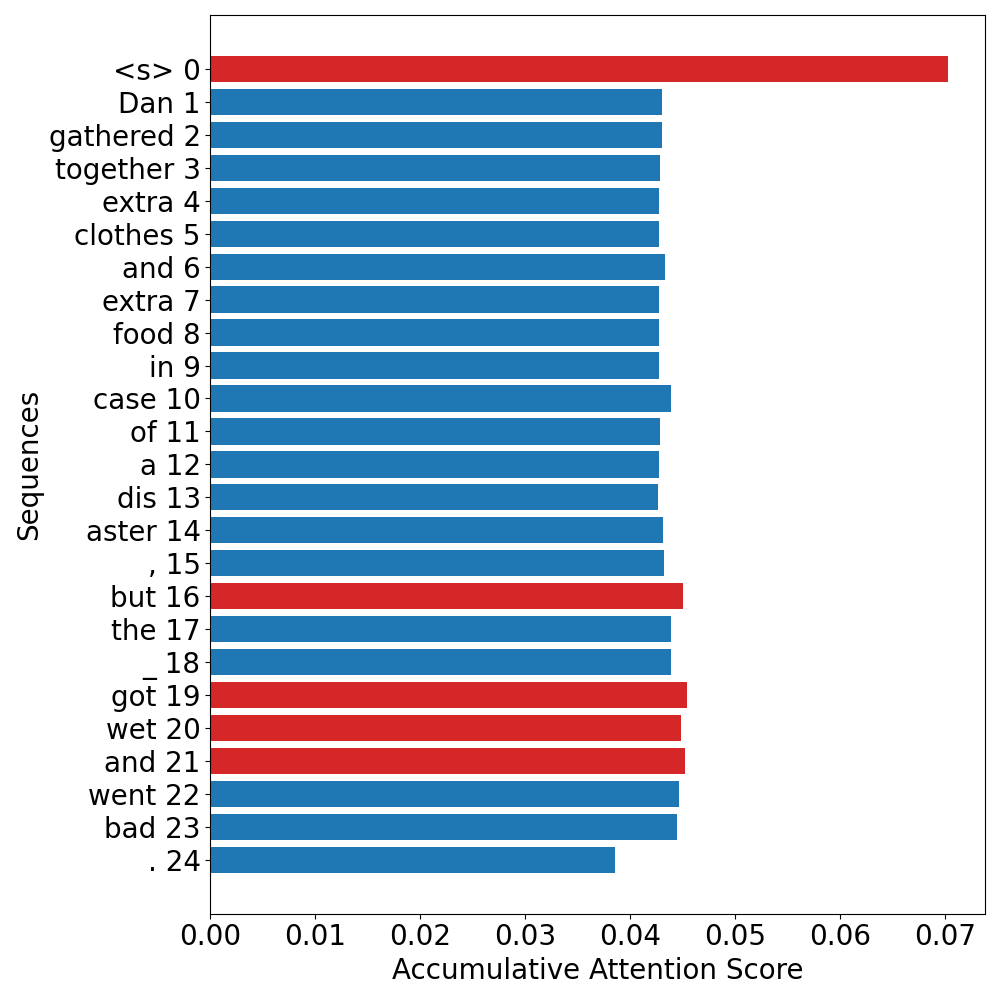 <s> 0
Dan 1
gathered 2
together 3
extra 4
clothes 5
and 6
extra 7
food 8
in 9
case 10
of 11
a 12
dis 13
aster 14
, 15
but 16
the 17
_ 18
got 19
wet 20
and 21
went 22
bad 23
. 24
Sequences
0.00 0.01 0.02 0.03 0.04 0.05 0.06 0.07
Accumulative Attention Score